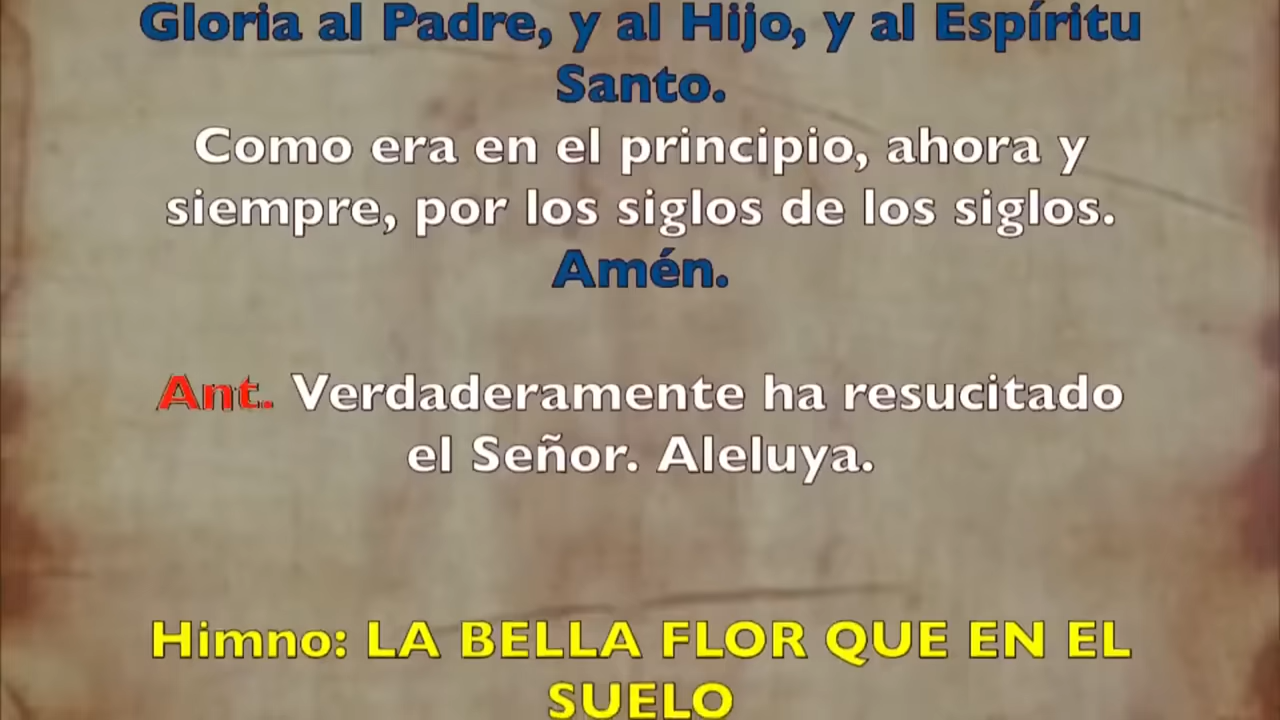 Gloria al Padre, y al Hijo, y al Espíritu
Santo.
Como era en el principio, ahora y
siempre, por los siglos de los siglos.
Amén.
Ant. Verdaderamente ha resucitado
el Señor. Aleluya.
Himno: LA BELLA FLOR QUE EN EL
SUELO